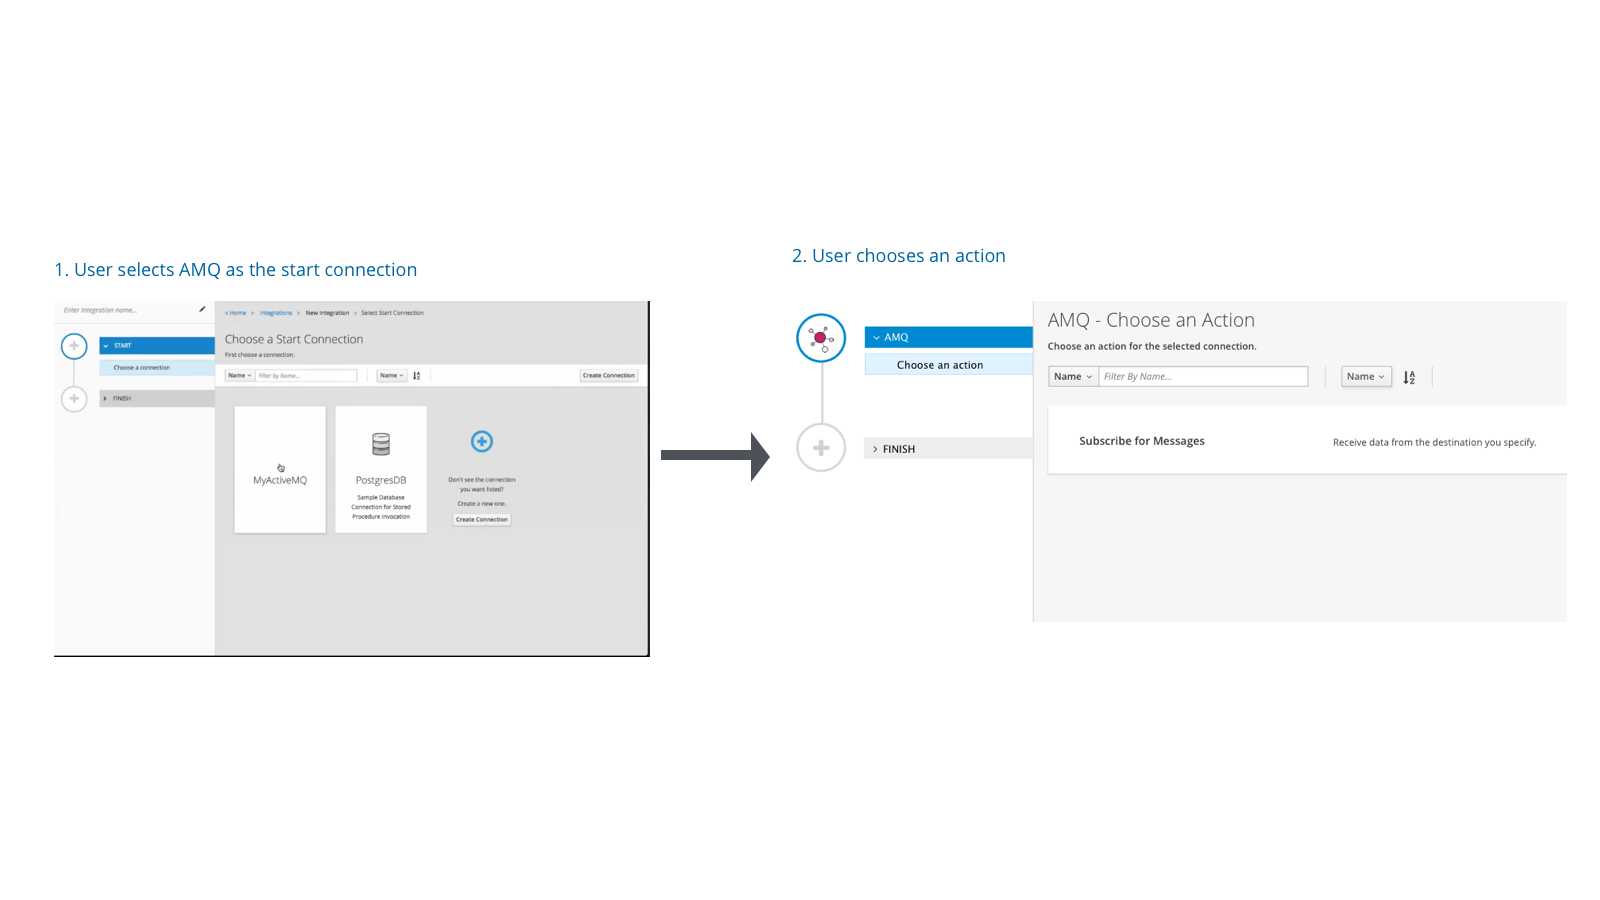 1. User selects AMQ as the start connection
Enter integration name...
START
Choose a connection
FINISH
Home » Integrations » New Integration » Select Start Connection
Choose a Start Connection
First choose a connection.
Name Filter by Name... Name Create Connection
MyActiveMQ
PostgresDB
Sample Database
Connection for Stored
Procedure Invocation
Don't see the connection
you want listed?
Create a new one.
Create Connection
2. User chooses an action
AMQ
Choose an action
FINISH
AMQ - Choose an Action
Choose an action for the selected connection.
Name Filter By Name... Name
Subscribe for Messages
Receive data from the destination you specify.